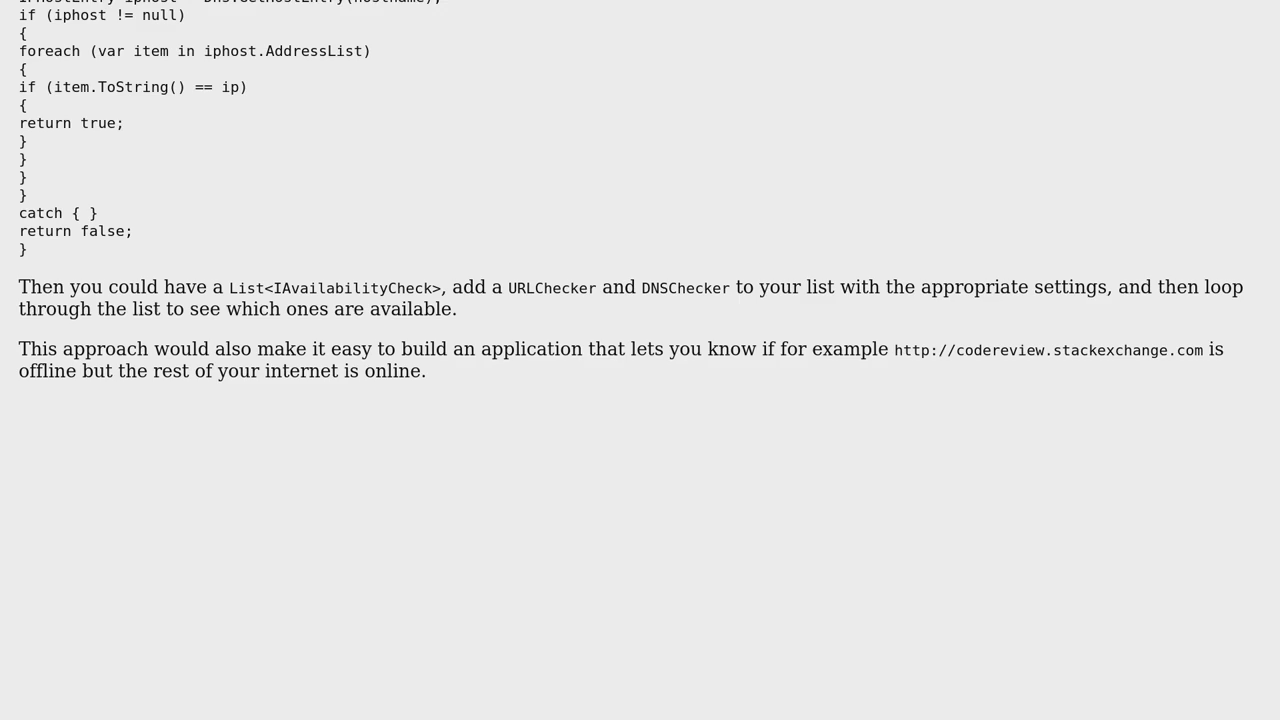 if (iphost != null)
{
foreach (var item in iphost.AddressList)
{
if (item.ToString() == ip)
{
return true;
}
}
}
}
catch { }
return false;
}
Then you could have a List<IAvailabilityCheck>, add a URLChecker and DNSChecker to your list with the appropriate settings, and then loop
through the list to see which ones are available.
This approach would also make it easy to build an application that lets you know if for example http://codereview.stackexchange.com is
offline but the rest of your internet is online.